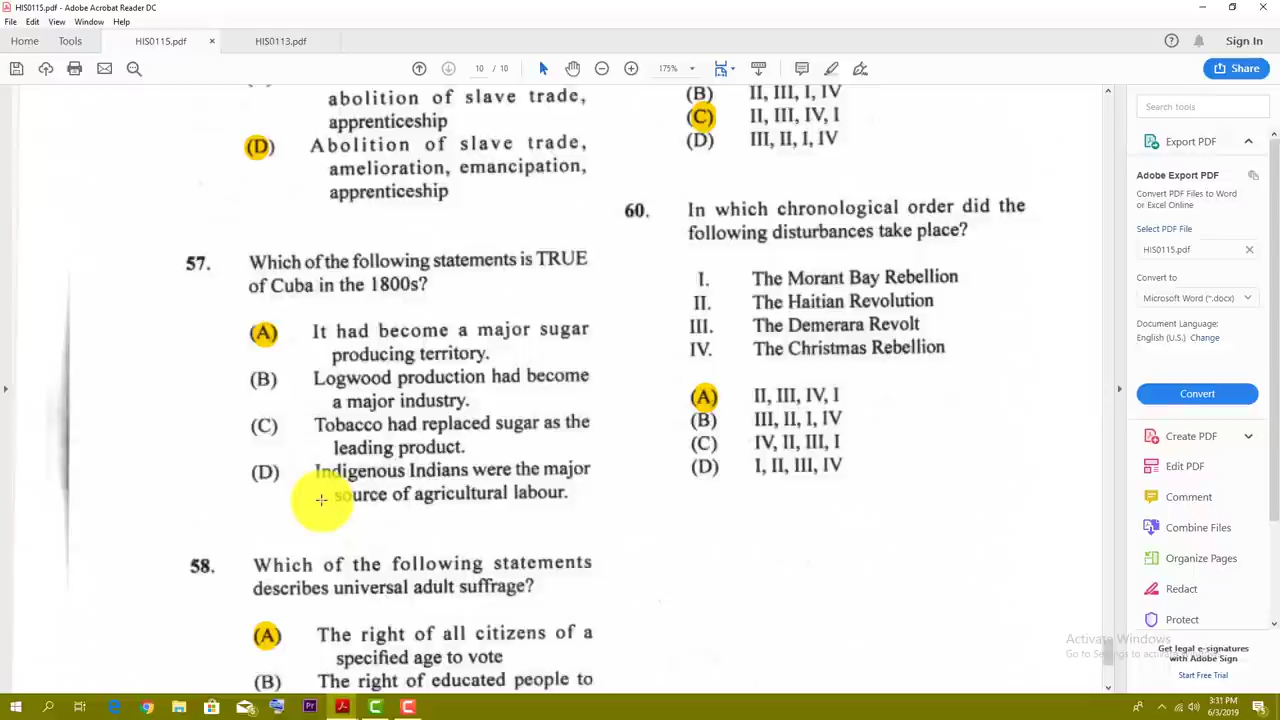 HIS0115.pdf - Adobe Acrobat Reader DC
File Edit View Window Help
Home Tools HIS0115.pdf × HIS0113.pdf Sign In
10 / 10 175% Share
abolition of slave trade,
apprenticeship
(D) Abolition of slave trade,
amelioration, emancipation,
apprenticeship
57. Which of the following statements is TRUE
of Cuba in the 1800s?
(A) It had become a major sugar
producing territory.
(B) Logwood production had become
a major industry.
(C) Tobacco had replaced sugar as the
leading product.
(D) Indigenous Indians were the major
source of agricultural labour.
58. Which of the following statements
describes universal adult suffrage?
(A) The right of all citizens of a
specified age to vote
(B) The right of educated people to
(B) II, III, I, IV
(C) II, III, IV, I
(D) III, II, I, IV
60. In which chronological order did the
following disturbances take place?
I. The Morant Bay Rebellion
II. The Haitian Revolution
III. The Demerara Revolt
IV. The Christmas Rebellion
(A) II, III, IV, I
(B) III, II, I, IV
(C) IV, II, III, I
(D) I, II, III, IV
Search tools
Export PDF
Adobe Export PDF
Convert PDF Files to Word
or Excel Online
Select PDF File
HIS0115.pdf ×
Convert to
Microsoft Word (*.docx)
Document Language:
English (U.S.) Change
Convert
Create PDF
Edit PDF
Comment
Combine Files
Organize Pages
Redact
Protect
Activate Windows
Go to Settings to activate
Get legal e-signatures
with Adobe Sign
Start Free Trial
Pr
3:31 PM
6/3/2019